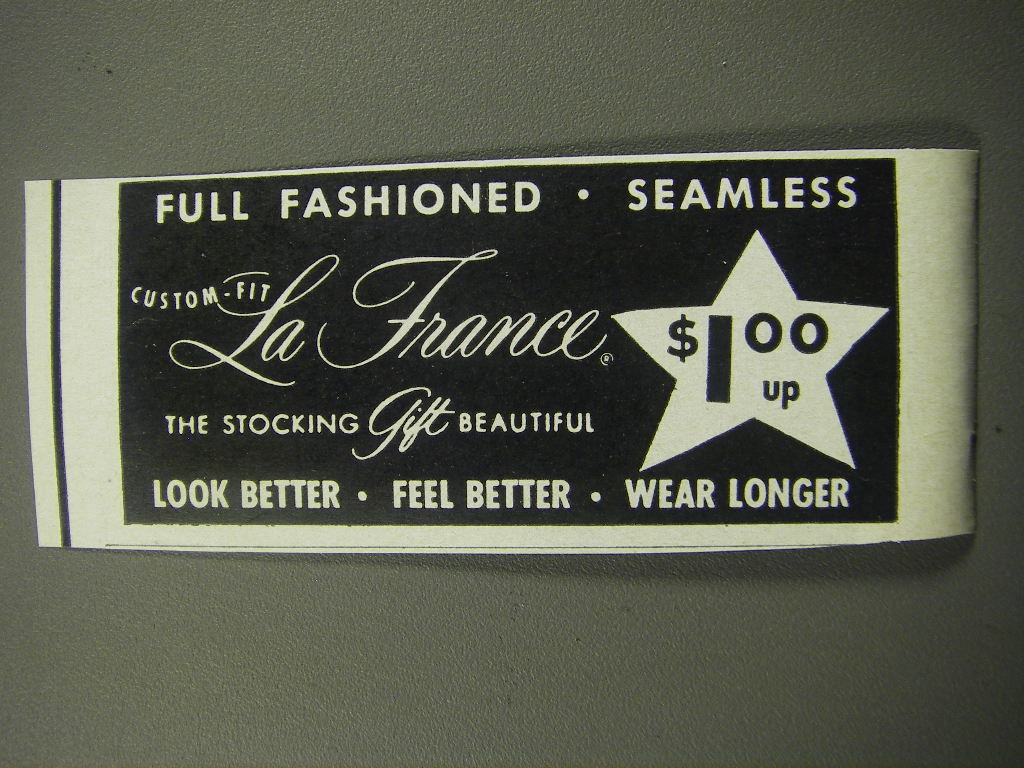 FULL FASHIONED · SEAMLESS
CUSTOM-FIT
La France®
$1.00
up
THE STOCKING Gift BEAUTIFUL
LOOK BETTER · FEEL BETTER · WEAR LONGER